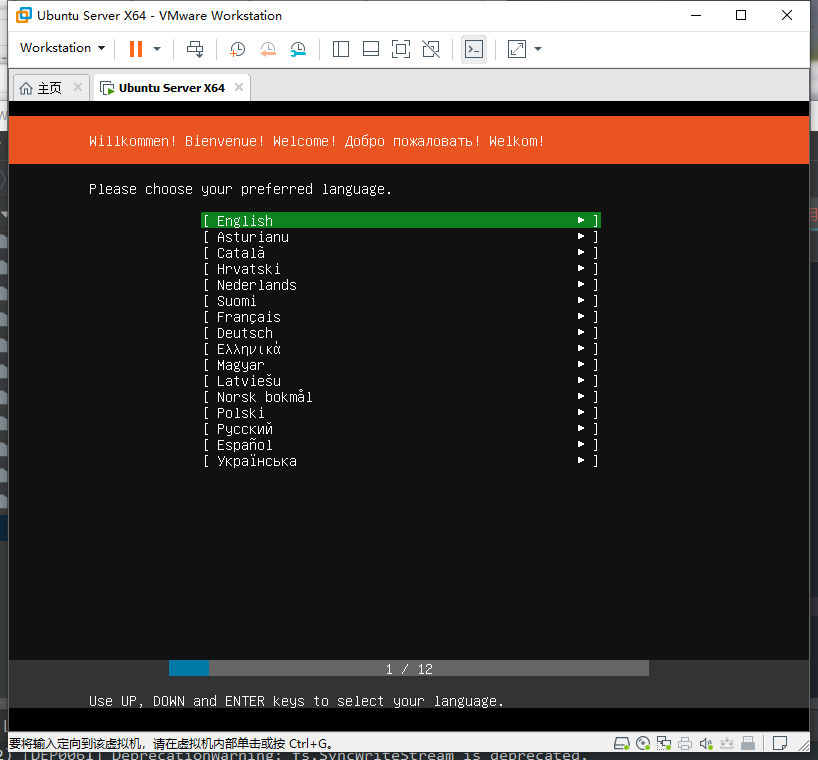 Ubuntu Server X64 - VMware Workstation
Workstation
主页 Ubuntu Server X64
Willkommen! Bienvenue! Welcome! Добро пожаловать! Welkom!
Please choose your preferred language.
[ English ► ]
[ Asturianu ► ]
[ Català ► ]
[ Hrvatski ► ]
[ Nederlands ► ]
[ Suomi ► ]
[ Français ► ]
[ Deutsch ► ]
[ Ελληνικά ► ]
[ Magyar ► ]
[ Latviešu ► ]
[ Norsk bokmål ► ]
[ Polski ► ]
[ Русский ► ]
[ Español ► ]
[ Українська ► ]
1 / 12
Use UP, DOWN and ENTER keys to select your language.
要将输入定向到该虚拟机，请在虚拟机内部单击或按 Ctrl+G。
[DEP0061] DeprecationWarning: fs.SyncWriteStream is deprecated.